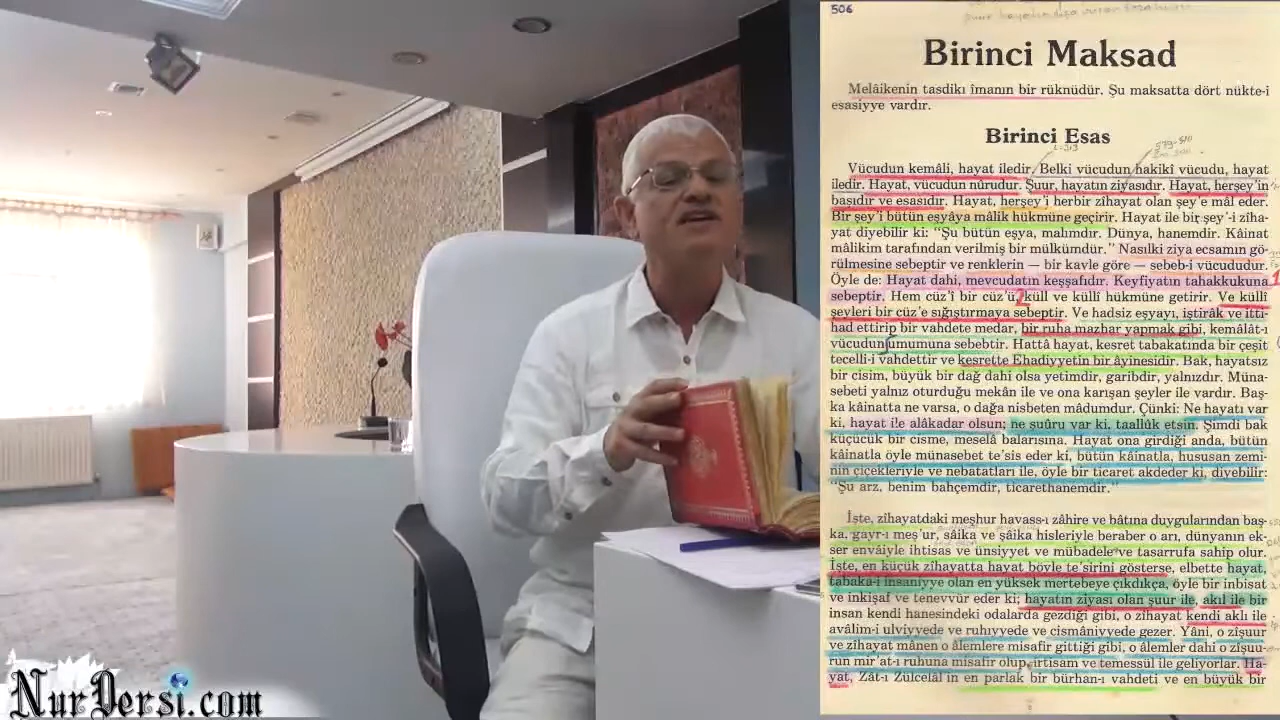 506
Birinci Maksad
Melâikenin tasdikı îmanın bir rüknüdür. Şu maksatta dört nükte-i
esasiyye vardır.
Birinci Esas
Vücudun kemâli, hayat iledir. Belki vücudun hakikî vücudu, hayat
iledir. Hayat, vücudun nûrudur. Şuur, hayatın ziyasıdır. Hayat, herşey'in
başıdır ve esasıdır. Hayat, herşey'i herbir zîhayat olan şey'e mâl eder.
Bir şey'i bütün eşyâya mâlik hükmüne geçirir. Hayat ile bir şey'-i zîha-
yat diyebilir ki: "Şu bütün eşya, malımdır. Dünya, hanemdir. Kâinat
mâlikim tarafından verilmiş bir mülkümdür." Nasılki ziya ecsamın gö-
rülmesine sebeptir ve renklerin — bir kavle göre — sebeb-i vücududur.
Öyle de: Hayat dahi, mevcudatın keşşafıdır. Keyfiyatın tahakkukuna
sebeptir. Hem cüz'î bir cüz'ü, küll ve küllî hükmüne getirir. Ve küllî
şeyleri bir cüz'e sığıştırmaya sebeptir. Ve hadsiz eşyayı, iştirâk ve itti-
had ettirip bir vahdete medar, bir ruha mazhar yapmak gibi, kemâlât-ı
vücudun umumuna sebebtir. Hattâ hayat, kesret tabakatında bir çeşit
tecelli-i vahdettir ve kesrette Ehadiyyetin bir âyinesidir. Bak, hayatsız
bir cisim, büyük bir dağ dahi olsa yetimdir, garibdir, yalnızdır. Müna-
sebeti yalnız oturduğu mekân ile ve ona karışan şeyler ile vardır. Baş-
ka kâinatta ne varsa, o dağa nisbeten mâdumdur. Çünki: Ne hayatı var
ki, hayat ile alâkadar olsun; ne şuûru var ki, taallûk etsin. Şimdi bak
küçücük bir cisme, meselâ balarısına. Hayat ona girdiği anda, bütün
kâinatla öyle münasebet te'sis eder ki, bütün kâinatla, hususan zemi-
nin çiçekleriyle ve nebatatları ile, öyle bir ticaret akdeder ki, diyebilir:
"Şu arz, benim bahçemdir, ticarethanemdir."
İşte, zîhayatdaki meşhur havass-ı zâhire ve bâtına duygularından baş-
ka, gayr-ı meş'ur, sâika ve şâika hisleriyle beraber o arı, dünyanın ek-
ser envâiyle ihtisas ve ünsiyyet ve mübadele ve tasarrufa sahip olur.
İşte, en küçük zîhayatta hayat böyle te'sirini gösterse, elbette hayat,
tabaka-i insaniyye olan en yüksek mertebeye çıkdıkça, öyle bir inbisat
ve inkişaf ve tenevvür eder ki; hayatın ziyası olan şuur ile, akıl ile bir
insan kendi hanesindeki odalarda gezdiği gibi, o zîhayat kendi aklı ile
avâlim-i ulviyyede ve ruhiyyede ve cismâniyyede gezer. Yâni, o zîşuur
ve zîhayat mânen o âlemlere misafir gittiği gibi, o âlemler dahi o zîşuu-
run mir'at-ı ruhuna misafir olup, irtisam ve temessül ile geliyorlar. Ha-
yat, Zât-ı Zülcelâl'in en parlak bir bürhan-ı vahdeti ve en büyük bir
NurDersi.com